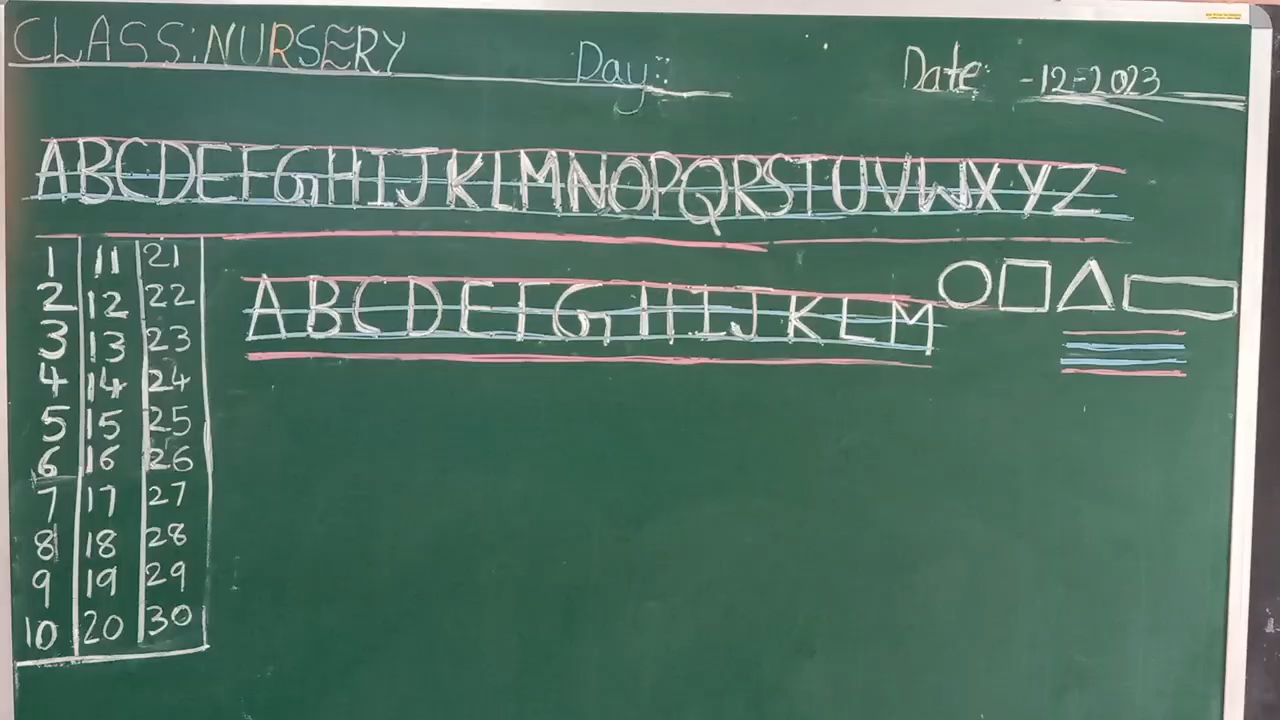 CLASS:NURSERY Day: Date: -12-2023
ABCDEFGHIJKLMNOPQRSTUVWXYZ
1 11 21
2 12 22
3 13 23
4 14 24
5 15 25
6 16 26
7 17 27
8 18 28
9 19 29
10 20 30
ABCDEFGHIJKLM